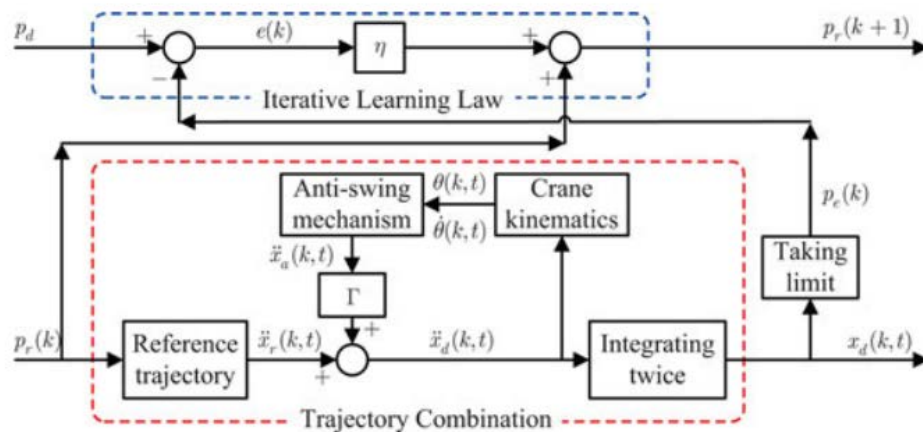 p_d
+
e(k)
η
+
p_r(k+1)
−
+
Iterative Learning Law
Anti-swing
mechanism
θ(k,t)
θ̇(k,t)
Crane
kinematics
p_e(k)
ẍ_a(k,t)
Γ
Taking
limit
p_r(k)
Reference
trajectory
ẍ_r(k,t)
+
+
ẍ_d(k,t)
Integrating
twice
x_d(k,t)
Trajectory Combination